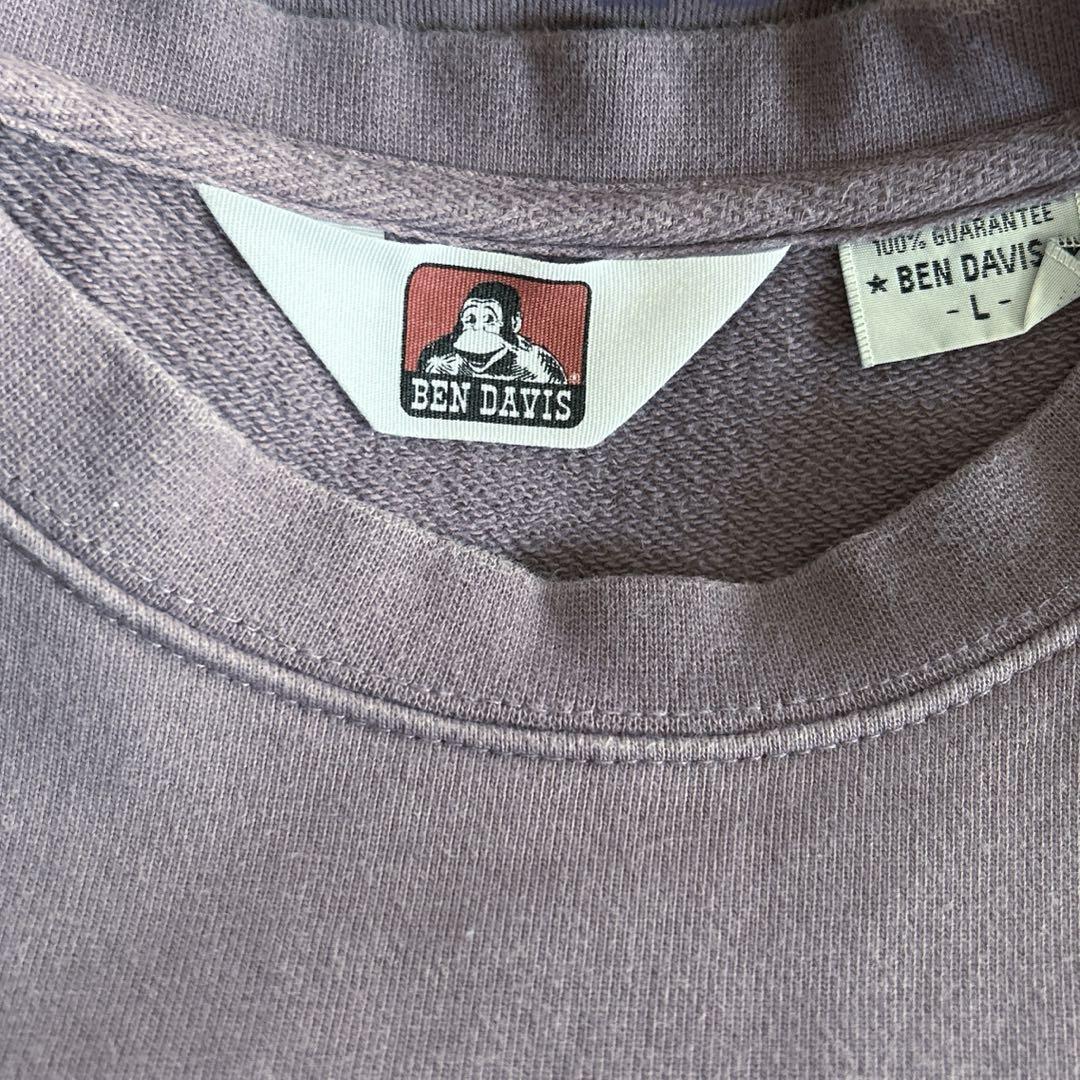 BEN DAVIS
®
100% GUARANTEE
★ BEN DAVIS
- L -